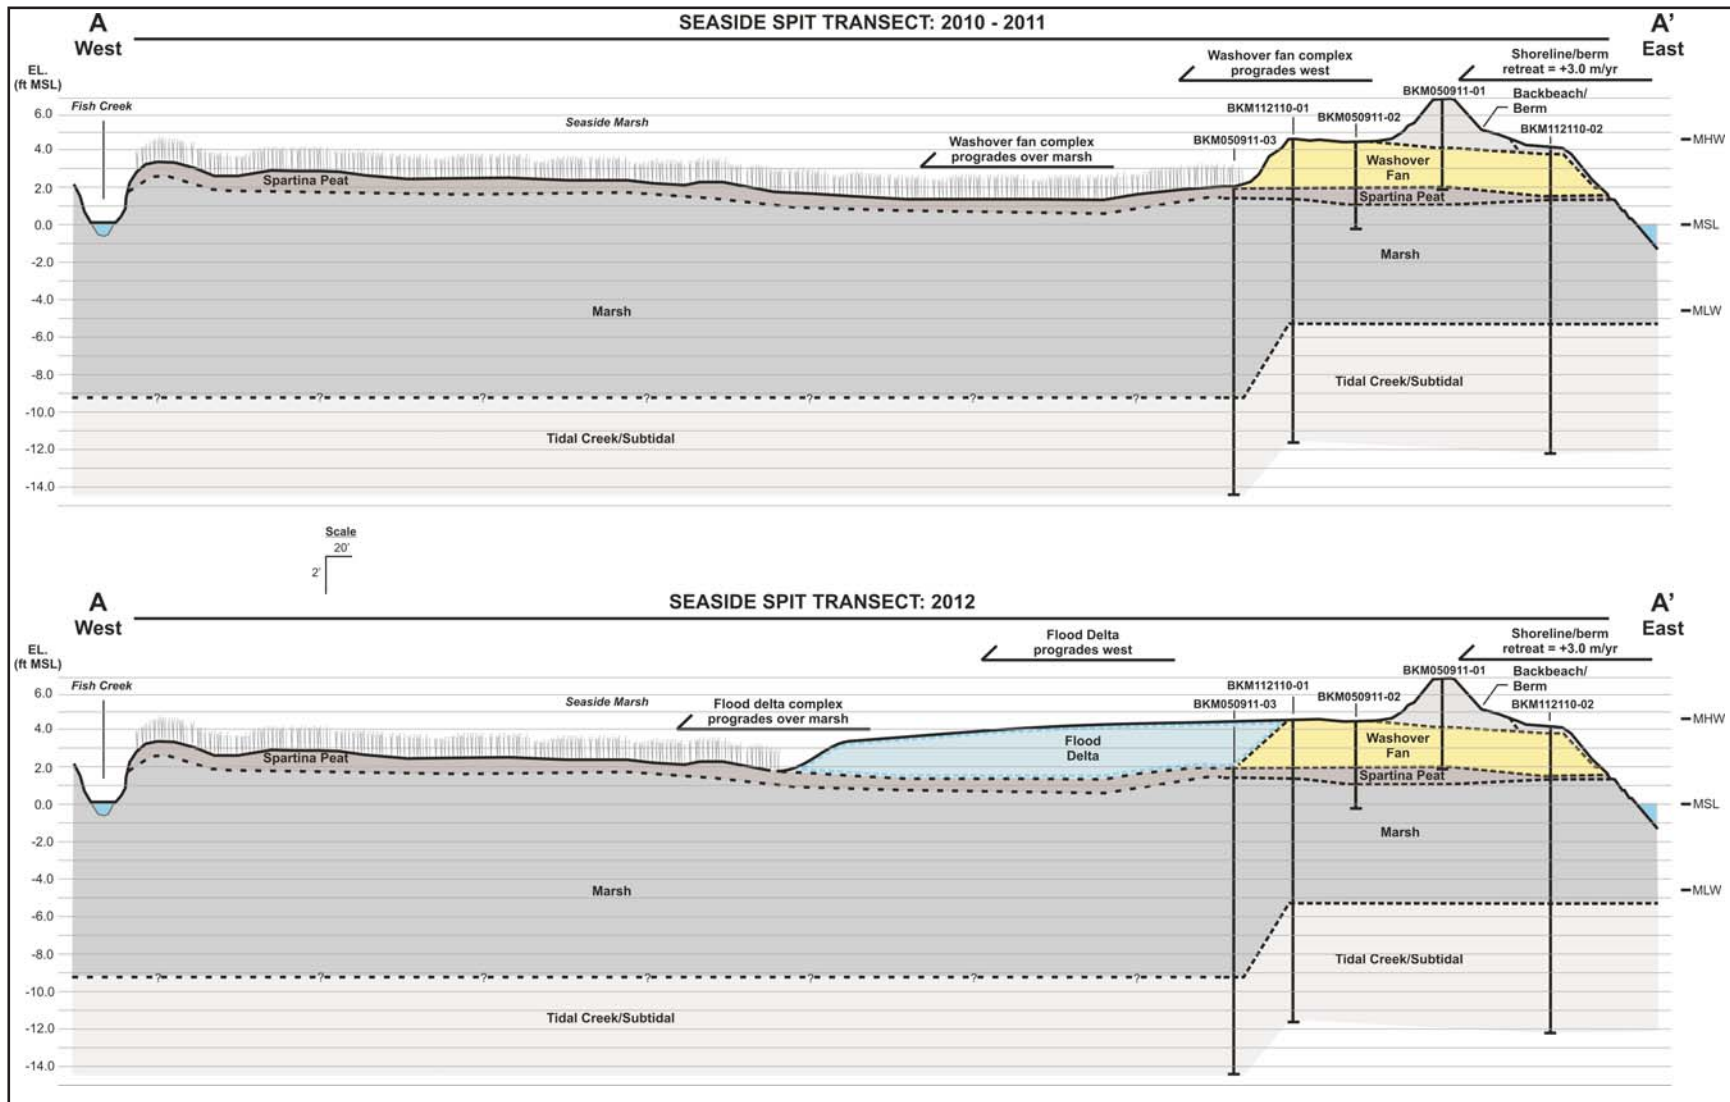 SEASIDE SPIT TRANSECT: 2010 - 2011
A
West
A'
East
EL.
(ft MSL)
Washover fan complex
progrades west
Shoreline/berm
retreat = +3.0 m/yr
Fish Creek
Seaside Marsh
Washover fan complex
progrades over marsh
BKM050911-03
BKM112110-01
BKM050911-02
BKM050911-01
Backbeach/
Berm
BKM112110-02
6.0
4.0
2.0
0.0
-2.0
-4.0
-6.0
-8.0
-10.0
-12.0
-14.0
MHW
MSL
MLW
Spartina Peat
Washover
Fan
Spartina Peat
Marsh
Marsh
Tidal Creek/Subtidal
? ? ? ? ? ? ?
Tidal Creek/Subtidal
Scale
20'
2'
SEASIDE SPIT TRANSECT: 2012
A
West
A'
East
EL.
(ft MSL)
Flood Delta
progrades west
Shoreline/berm
retreat = +3.0 m/yr
Fish Creek
Seaside Marsh
Flood delta complex
progrades over marsh
BKM050911-03
BKM112110-01
BKM050911-02
BKM050911-01
Backbeach/
Berm
BKM112110-02
6.0
4.0
2.0
0.0
-2.0
-4.0
-6.0
-8.0
-10.0
-12.0
-14.0
MHW
MSL
MLW
Spartina Peat
Flood
Delta
Washover
Fan
Spartina Peat
Marsh
Marsh
Tidal Creek/Subtidal
? ? ? ? ? ? ?
Tidal Creek/Subtidal